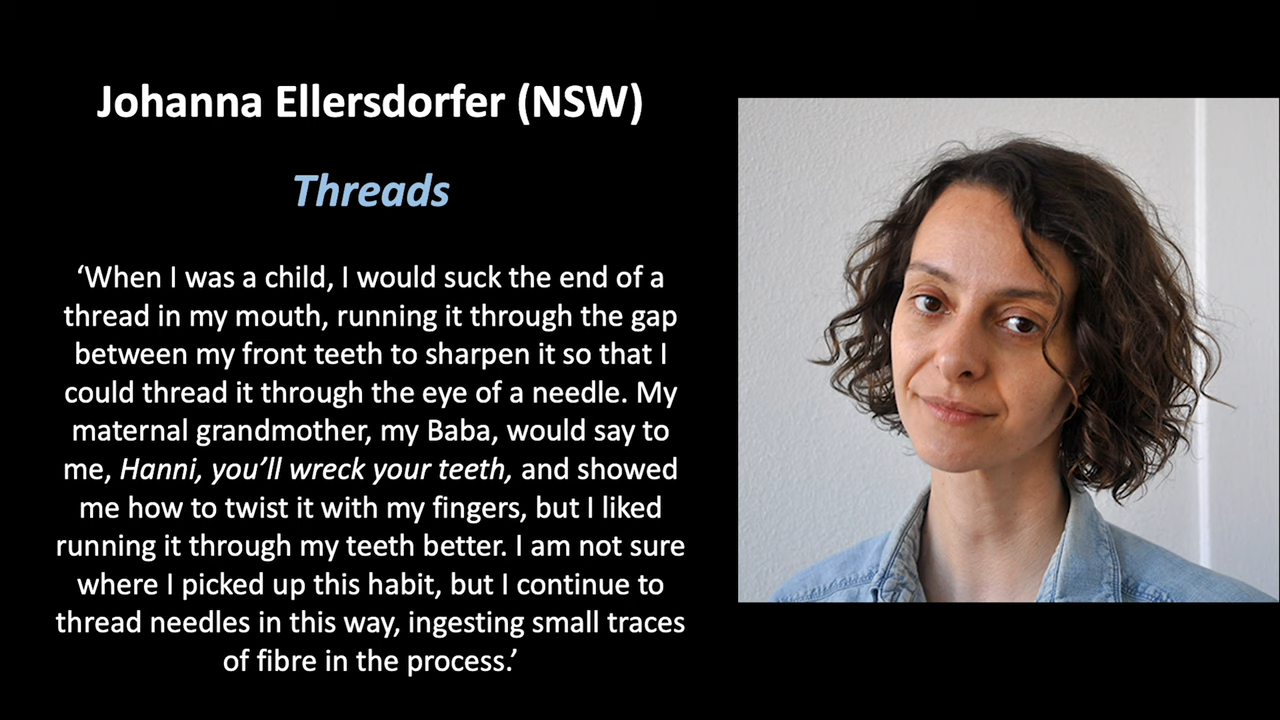 Johanna Ellersdorfer (NSW)
Threads
‘When I was a child, I would suck the end of a
thread in my mouth, running it through the gap
between my front teeth to sharpen it so that I
could thread it through the eye of a needle. My
maternal grandmother, my Baba, would say to
me, Hanni, you’ll wreck your teeth, and showed
me how to twist it with my fingers, but I liked
running it through my teeth better. I am not sure
where I picked up this habit, but I continue to
thread needles in this way, ingesting small traces
of fibre in the process.’